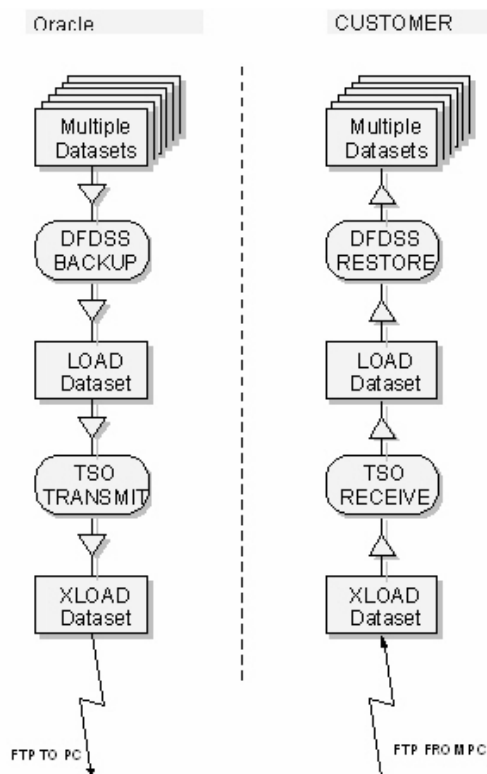 Oracle
Multiple
Datasets
DFDSS
BACKUP
LOAD
Dataset
TSO
TRANSMIT
XLOAD
Dataset
FTP TO PC
CUSTOMER
Multiple
Datasets
DFDSS
RESTORE
LOAD
Dataset
TSO
RECEIVE
XLOAD
Dataset
FTP FROM PC